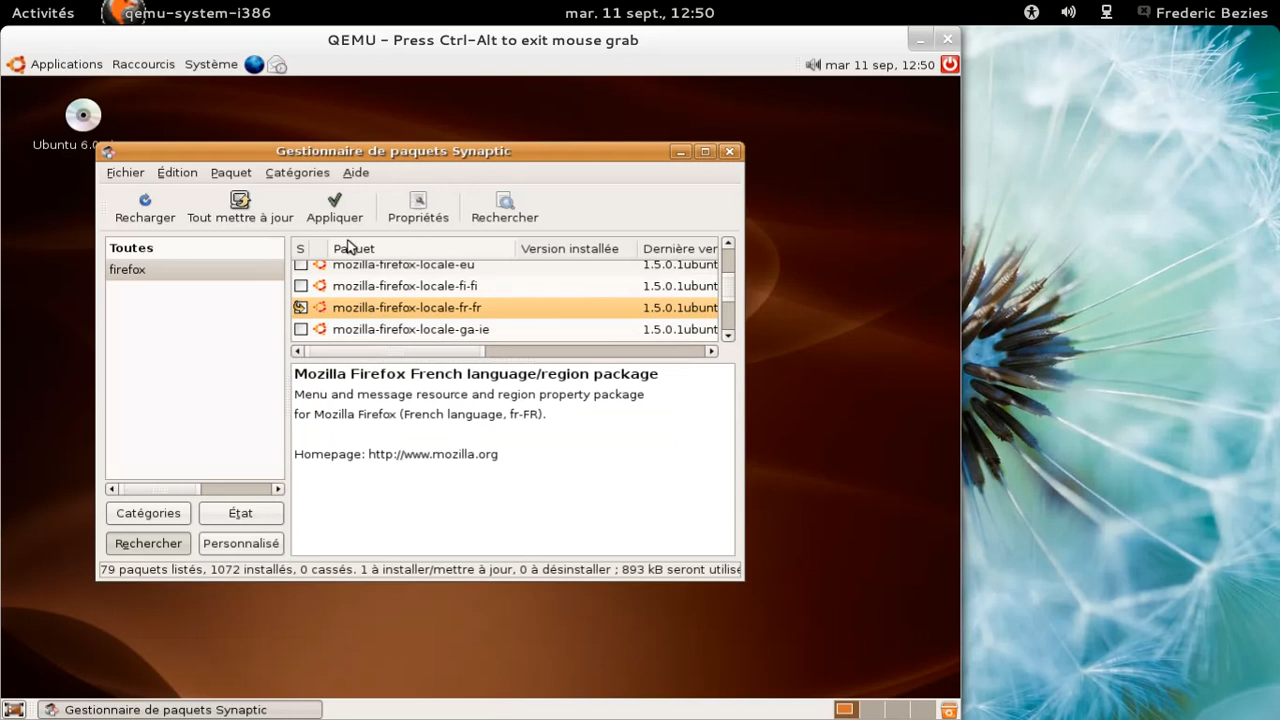 Activités qemu-system-i386 mar. 11 sept., 12:50 Frederic Bezies
QEMU - Press Ctrl-Alt to exit mouse grab
Applications Raccourcis Système mar 11 sep, 12:50
Ubuntu 6.0
Gestionnaire de paquets Synaptic
Fichier Édition Paquet Catégories Aide
Recharger Tout mettre à jour Appliquer Propriétés Rechercher
Toutes
firefox
S Paquet Version installée Dernière ver
mozilla-firefox-locale-eu 1.5.0.1ubunt
mozilla-firefox-locale-fi-fi 1.5.0.1ubunt
mozilla-firefox-locale-fr-fr 1.5.0.1ubunt
mozilla-firefox-locale-ga-ie 1.5.0.1ubunt
Mozilla Firefox French language/region package
Menu and message resource and region property package
for Mozilla Firefox (French language, fr-FR).
Homepage: http://www.mozilla.org
Catégories État
Rechercher Personnalisé
79 paquets listés, 1072 installés, 0 cassés. 1 à installer/mettre à jour, 0 à désinstaller ; 893 kB seront utilisé
Gestionnaire de paquets Synaptic